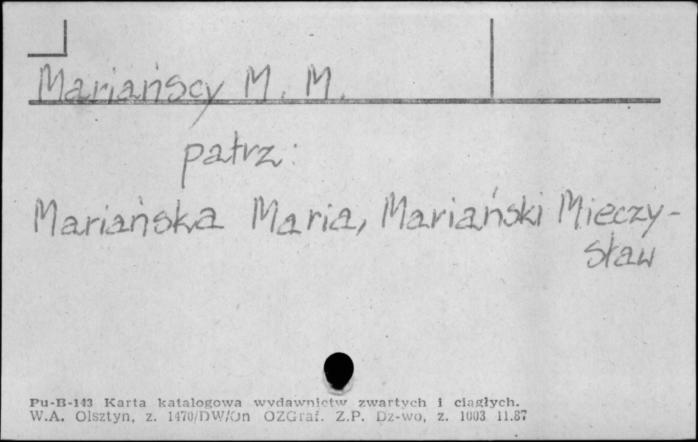 Mariańscy M. M.
patrz:
Mariańska Maria, Mariański Mieczy-
sław
Pu-B-143 Karta katalogowa wydawnictw zwartych i ciągłych.
W.A. Olsztyn, z. 1470/DW/On OZGraf. Z.P. Dz-wo, z. 1003 11.87